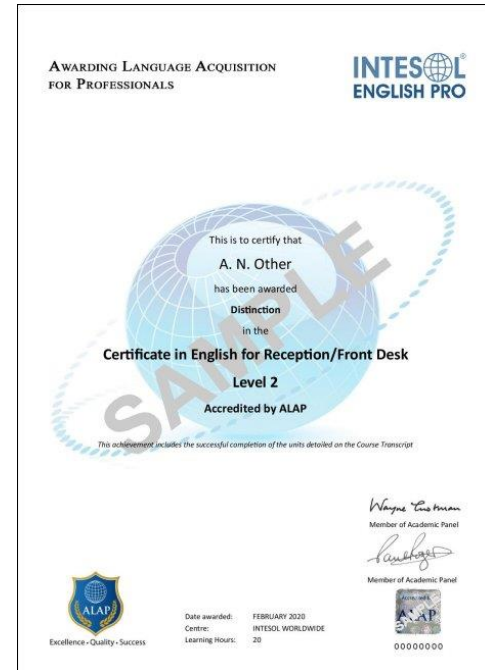 AWARDING LANGUAGE ACQUISITION
FOR PROFESSIONALS
INTESOL®
ENGLISH PRO
This is to certify that
A. N. Other
has been awarded
Distinction
in the
Certificate in English for Reception/Front Desk
Level 2
Accredited by ALAP
SAMPLE
This achievement includes the successful completion of the units detailed on the Course Transcript
Member of Academic Panel
Member of Academic Panel
ALAP
Excellence - Quality - Success
Date awarded: FEBRUARY 2020
Centre: INTESOL WORLDWIDE
Learning Hours: 20
ALAP
00000000